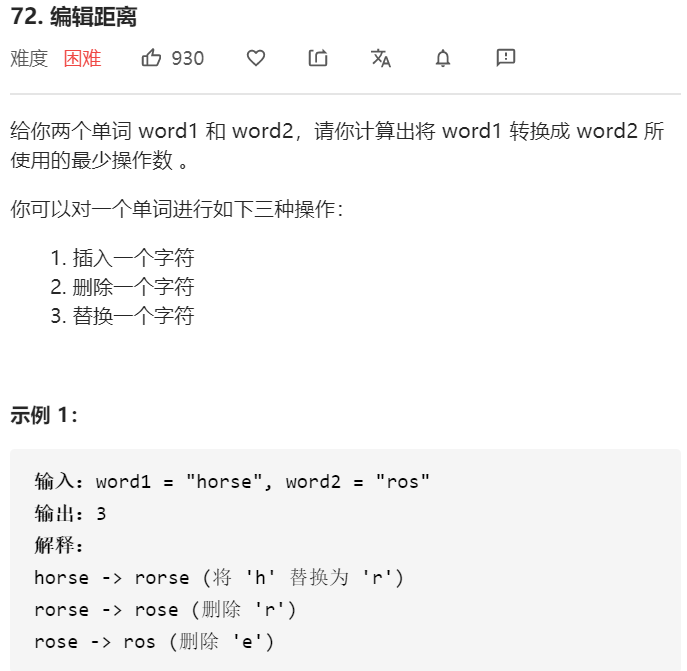 72. 编辑距离
难度 困难 930
给你两个单词 word1 和 word2，请你计算出将 word1 转换成 word2 所
使用的最少操作数 。
你可以对一个单词进行如下三种操作：
1. 插入一个字符
2. 删除一个字符
3. 替换一个字符
示例 1：
输入：word1 = "horse", word2 = "ros"
输出：3
解释：
horse -> rorse (将 'h' 替换为 'r')
rorse -> rose (删除 'r')
rose -> ros (删除 'e')